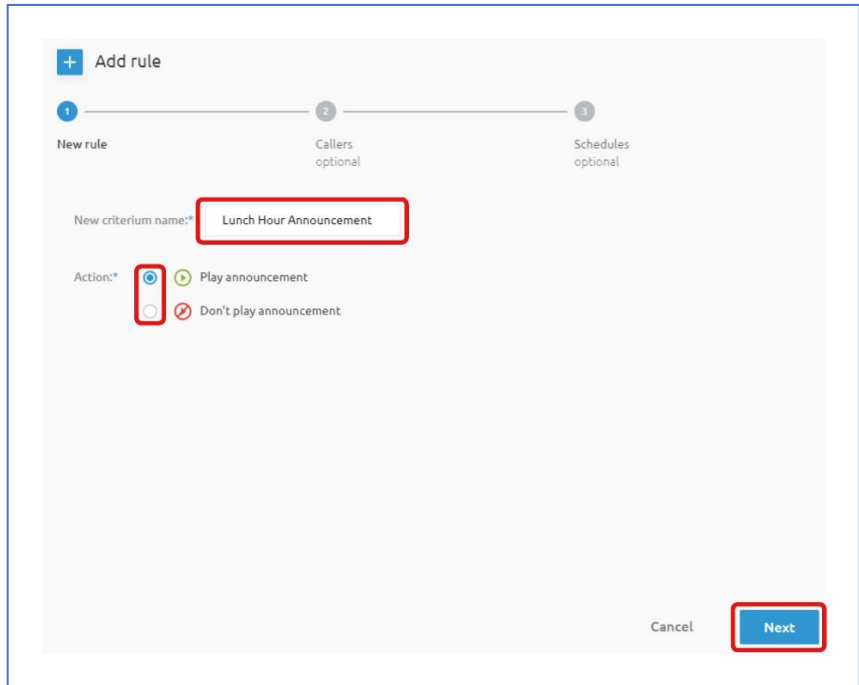 + Add rule
1 2 3
New rule Callers Schedules
optional optional
New criterium name:* Lunch Hour Announcement
Action:* Play announcement
Don't play announcement
Cancel Next